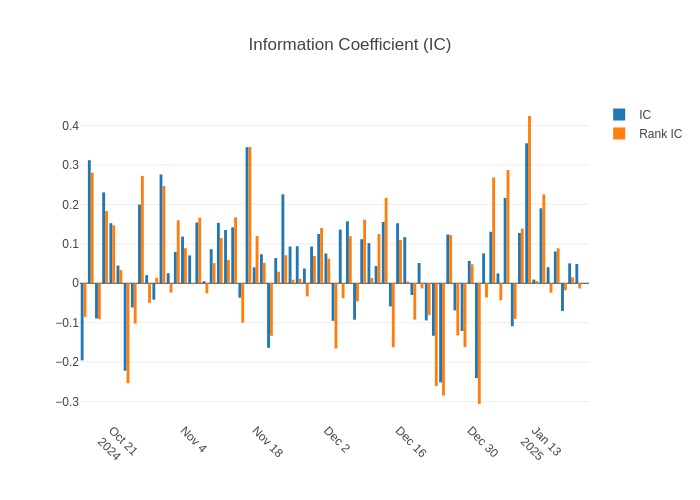 Information Coefficient (IC)
IC
Rank IC
0.4
0.3
0.2
0.1
0
−0.1
−0.2
−0.3
Oct 21
2024
Nov 4
Nov 18
Dec 2
Dec 16
Dec 30
Jan 13
2025